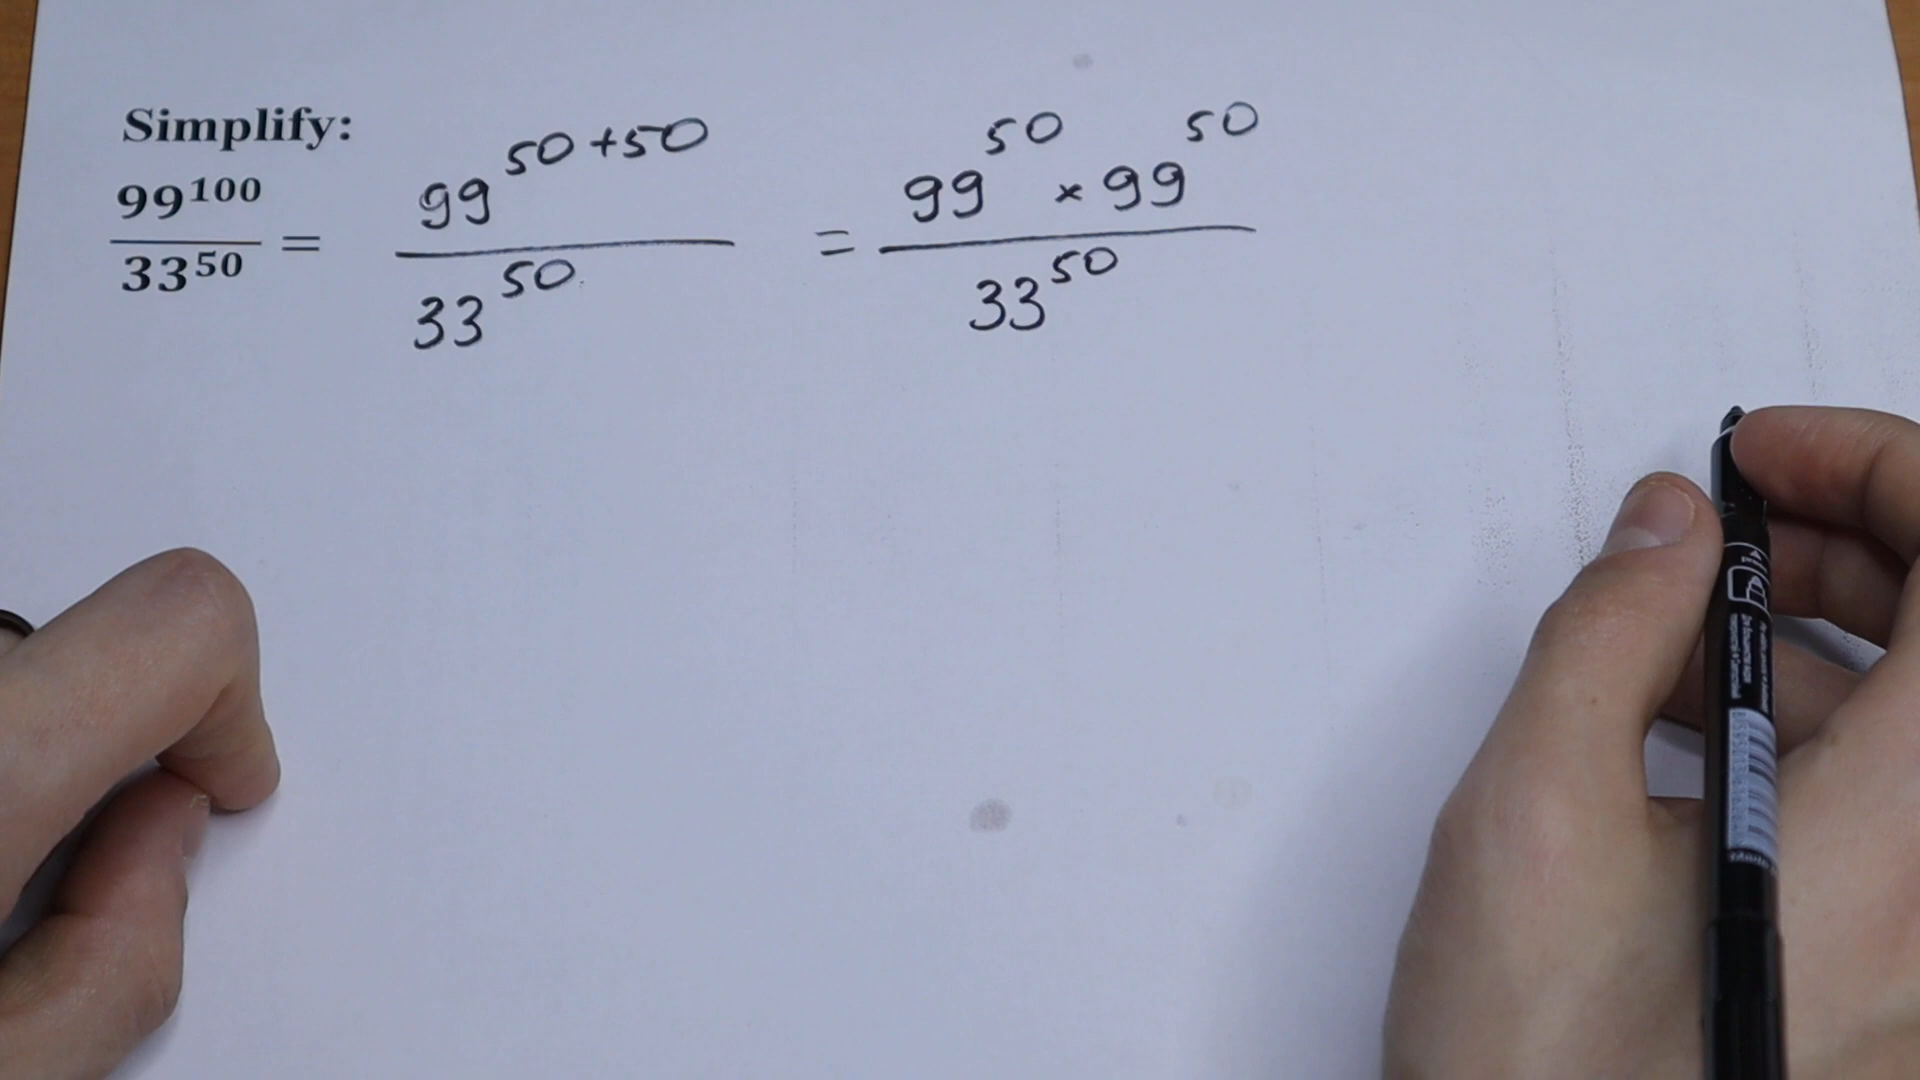 Simplify:
99^100 / 33^50 = 99^(50+50) / 33^50 = 99^50 × 99^50 / 33^50